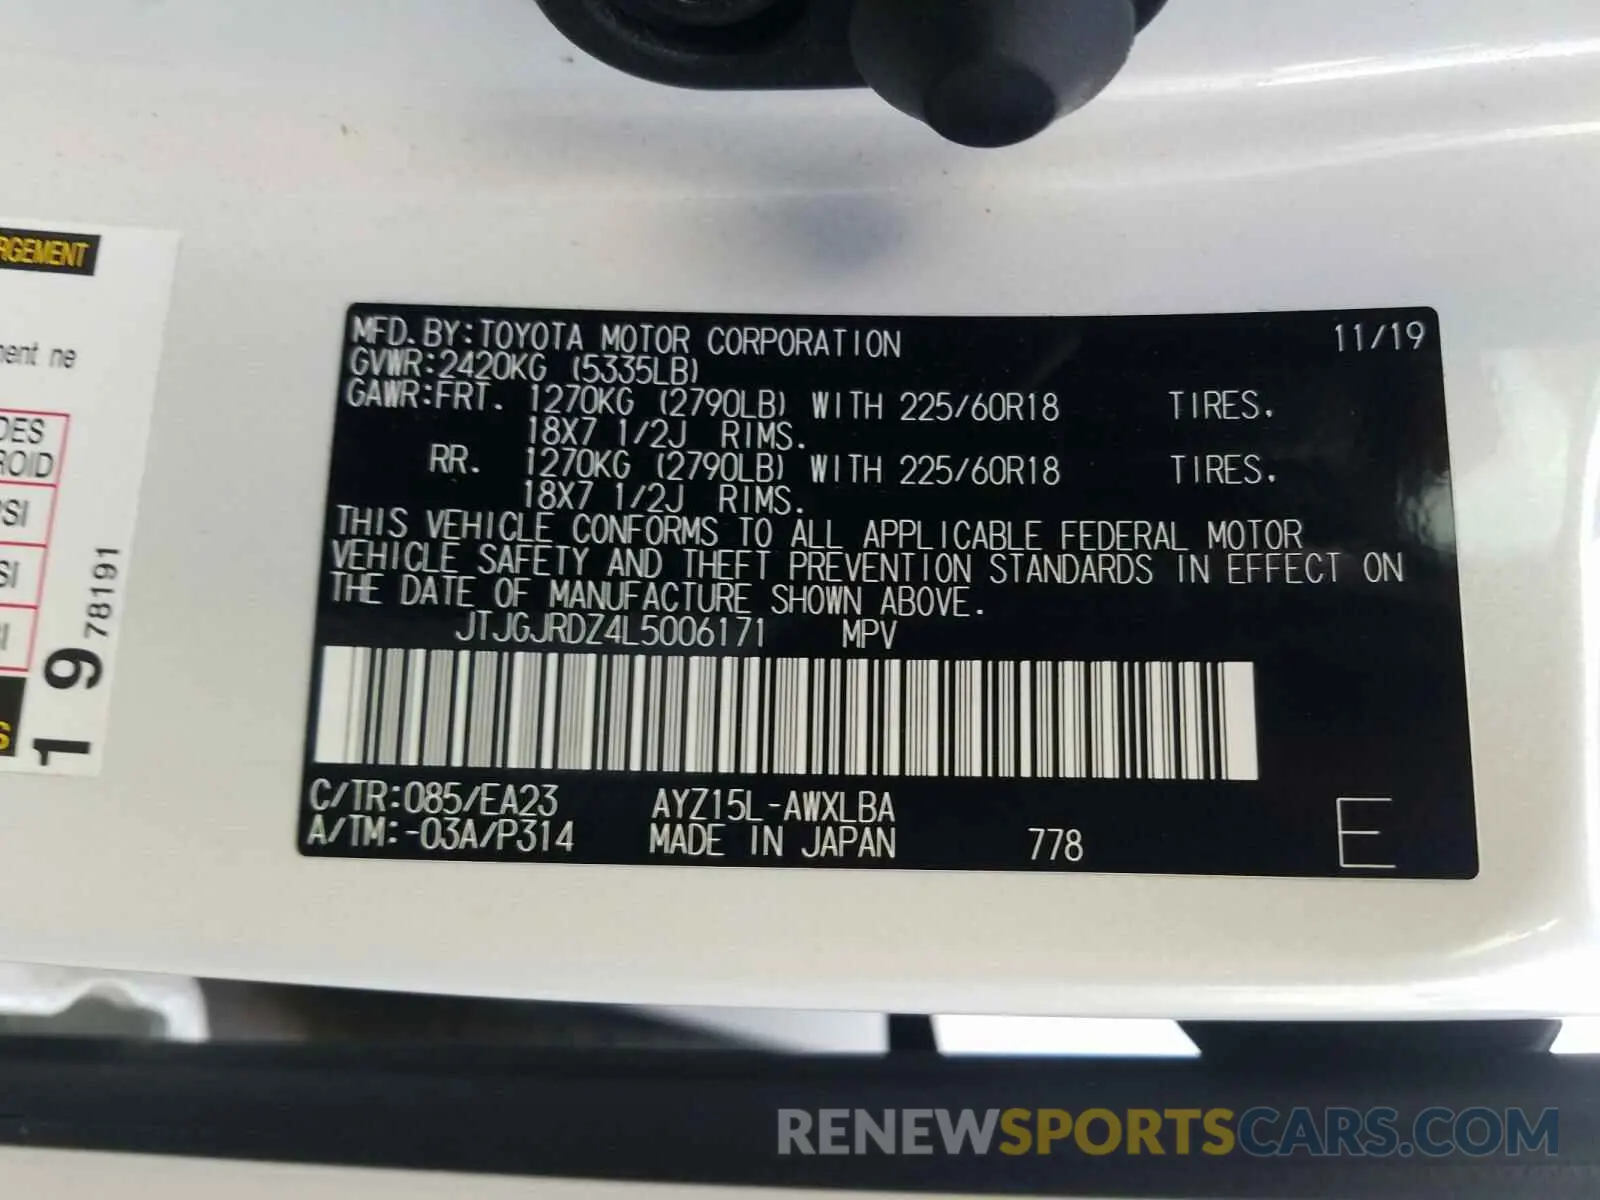 RGEMENT
ent ne
DES
ROID
PSI
SI
I
S
19 78191
MFD. BY:TOYOTA MOTOR CORPORATION 11/19
GVWR:2420KG (5335LB)
GAWR:FRT. 1270KG (2790LB) WITH 225/60R18 TIRES.
18X7 1/2J RIMS.
RR. 1270KG (2790LB) WITH 225/60R18 TIRES.
18X7 1/2J RIMS.
THIS VEHICLE CONFORMS TO ALL APPLICABLE FEDERAL MOTOR
VEHICLE SAFETY AND THEFT PREVENTION STANDARDS IN EFFECT ON
THE DATE OF MANUFACTURE SHOWN ABOVE.
JTJGJRDZ4L5006171 MPV
C/TR:085/EA23 AYZ15L-AWXLBA
A/TM:-03A/P314 MADE IN JAPAN 778 E
RENEWSPORTSCARS.COM